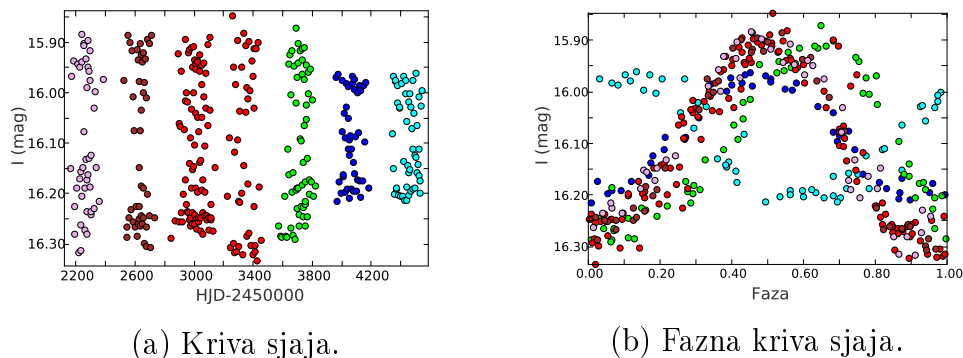 15.90
16.00
16.10
16.20
16.30
I (mag)
2200 2600 3000 3400 3800 4200
HJD-2450000
(a) Kriva sjaja.
15.90
16.00
16.10
16.20
16.30
I (mag)
0.00 0.20 0.40 0.60 0.80 1.00
Faza
(b) Fazna kriva sjaja.